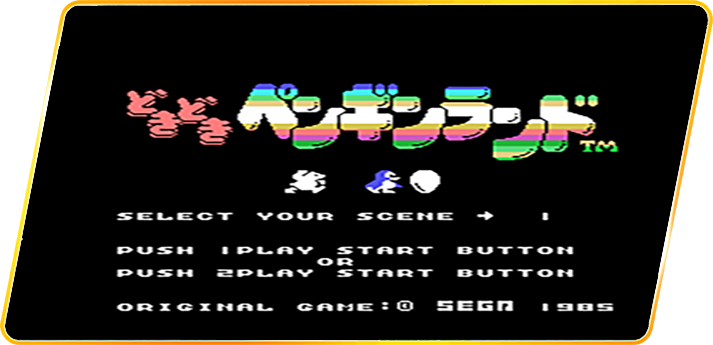 どきどきペンギンランド TM
SELECT YOUR SCENE → 1
PUSH 1PLAY START BUTTON
OR
PUSH 2PLAY START BUTTON
ORIGINAL GAME:© SEGA 1985